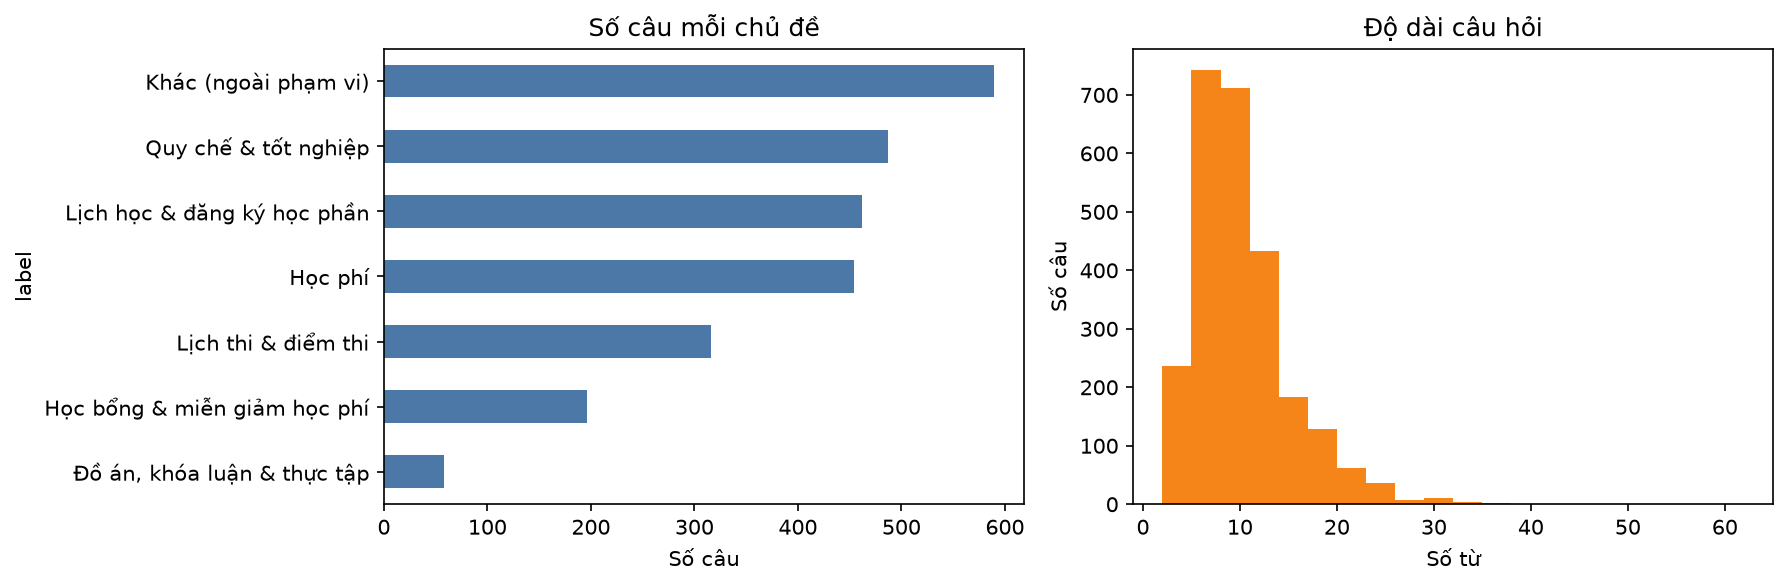 Số câu mỗi chủ đề
label
Khác (ngoài phạm vi)
Quy chế & tốt nghiệp
Lịch học & đăng ký học phần
Học phí
Lịch thi & điểm thi
Học bổng & miễn giảm học phí
Đồ án, khóa luận & thực tập
0 100 200 300 400 500 600
Số câu
Độ dài câu hỏi
Số câu
700
600
500
400
300
200
100
0
0 10 20 30 40 50 60
Số từ